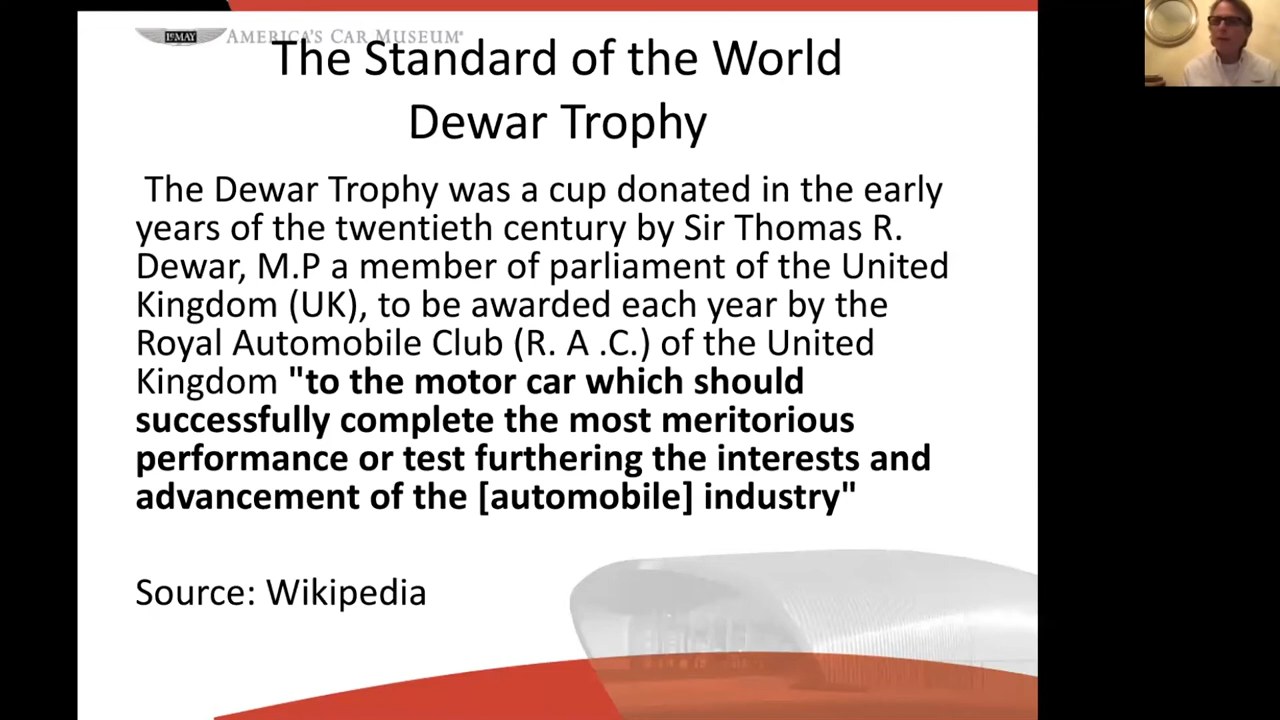 LeMAY AMERICA'S CAR MUSEUM®
The Standard of the World
Dewar Trophy
The Dewar Trophy was a cup donated in the early
years of the twentieth century by Sir Thomas R.
Dewar, M.P a member of parliament of the United
Kingdom (UK), to be awarded each year by the
Royal Automobile Club (R. A .C.) of the United
Kingdom "to the motor car which should
successfully complete the most meritorious
performance or test furthering the interests and
advancement of the [automobile] industry"
Source: Wikipedia